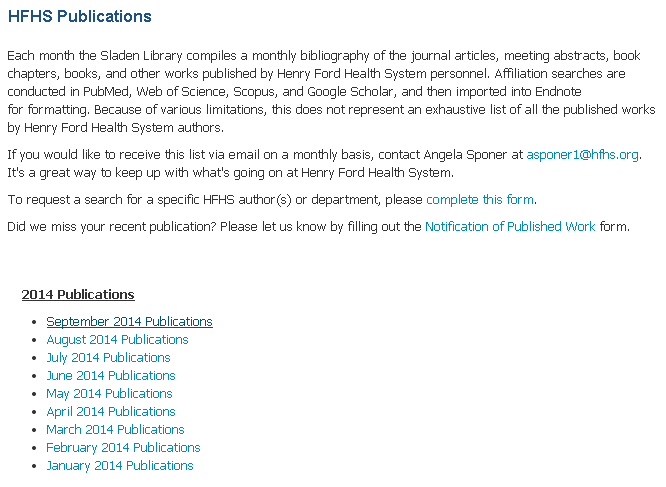 HFHS Publications
Each month the Sladen Library compiles a monthly bibliography of the journal articles, meeting abstracts, book
chapters, books, and other works published by Henry Ford Health System personnel. Affiliation searches are
conducted in PubMed, Web of Science, Scopus, and Google Scholar, and then imported into Endnote
for formatting. Because of various limitations, this does not represent an exhaustive list of all the published works
by Henry Ford Health System authors.
If you would like to receive this list via email on a monthly basis, contact Angela Sponer at asponer1@hfhs.org.
It's a great way to keep up with what's going on at Henry Ford Health System.
To request a search for a specific HFHS author(s) or department, please complete this form.
Did we miss your recent publication? Please let us know by filling out the Notification of Published Work form.
2014 Publications
• September 2014 Publications
• August 2014 Publications
• July 2014 Publications
• June 2014 Publications
• May 2014 Publications
• April 2014 Publications
• March 2014 Publications
• February 2014 Publications
• January 2014 Publications